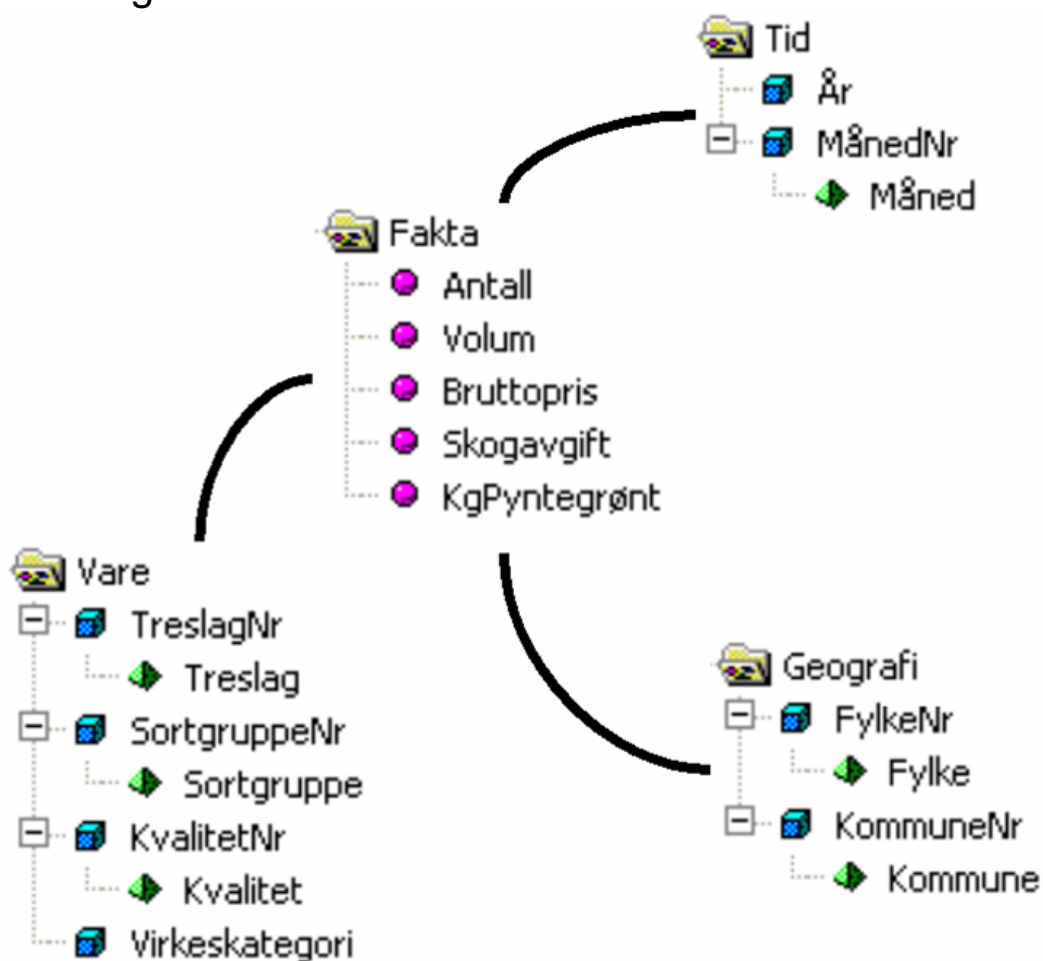 Tid
År
MånedNr
Måned
Fakta
Antall
Volum
Bruttopris
Skogavgift
KgPyntegrønt
Vare
TreslagNr
Treslag
SortgruppeNr
Sortgruppe
KvalitetNr
Kvalitet
Virkeskategori
Geografi
FylkeNr
Fylke
KommuneNr
Kommune